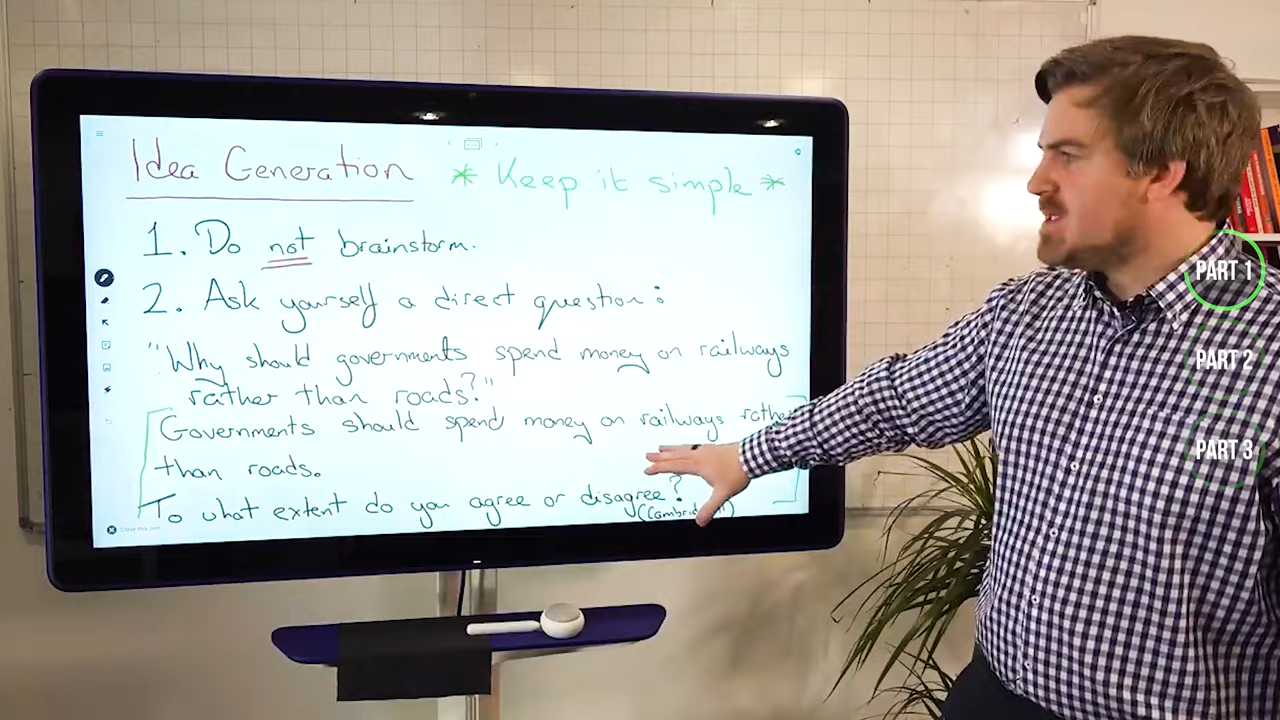 Idea Generation * Keep it simple *
1. Do not brainstorm.
2. Ask yourself a direct question:
"Why should governments spend money on railways
rather than roads?"
Governments should spend money on railways rather
than roads.
To what extent do you agree or disagree?
PART 1
PART 2
PART 3